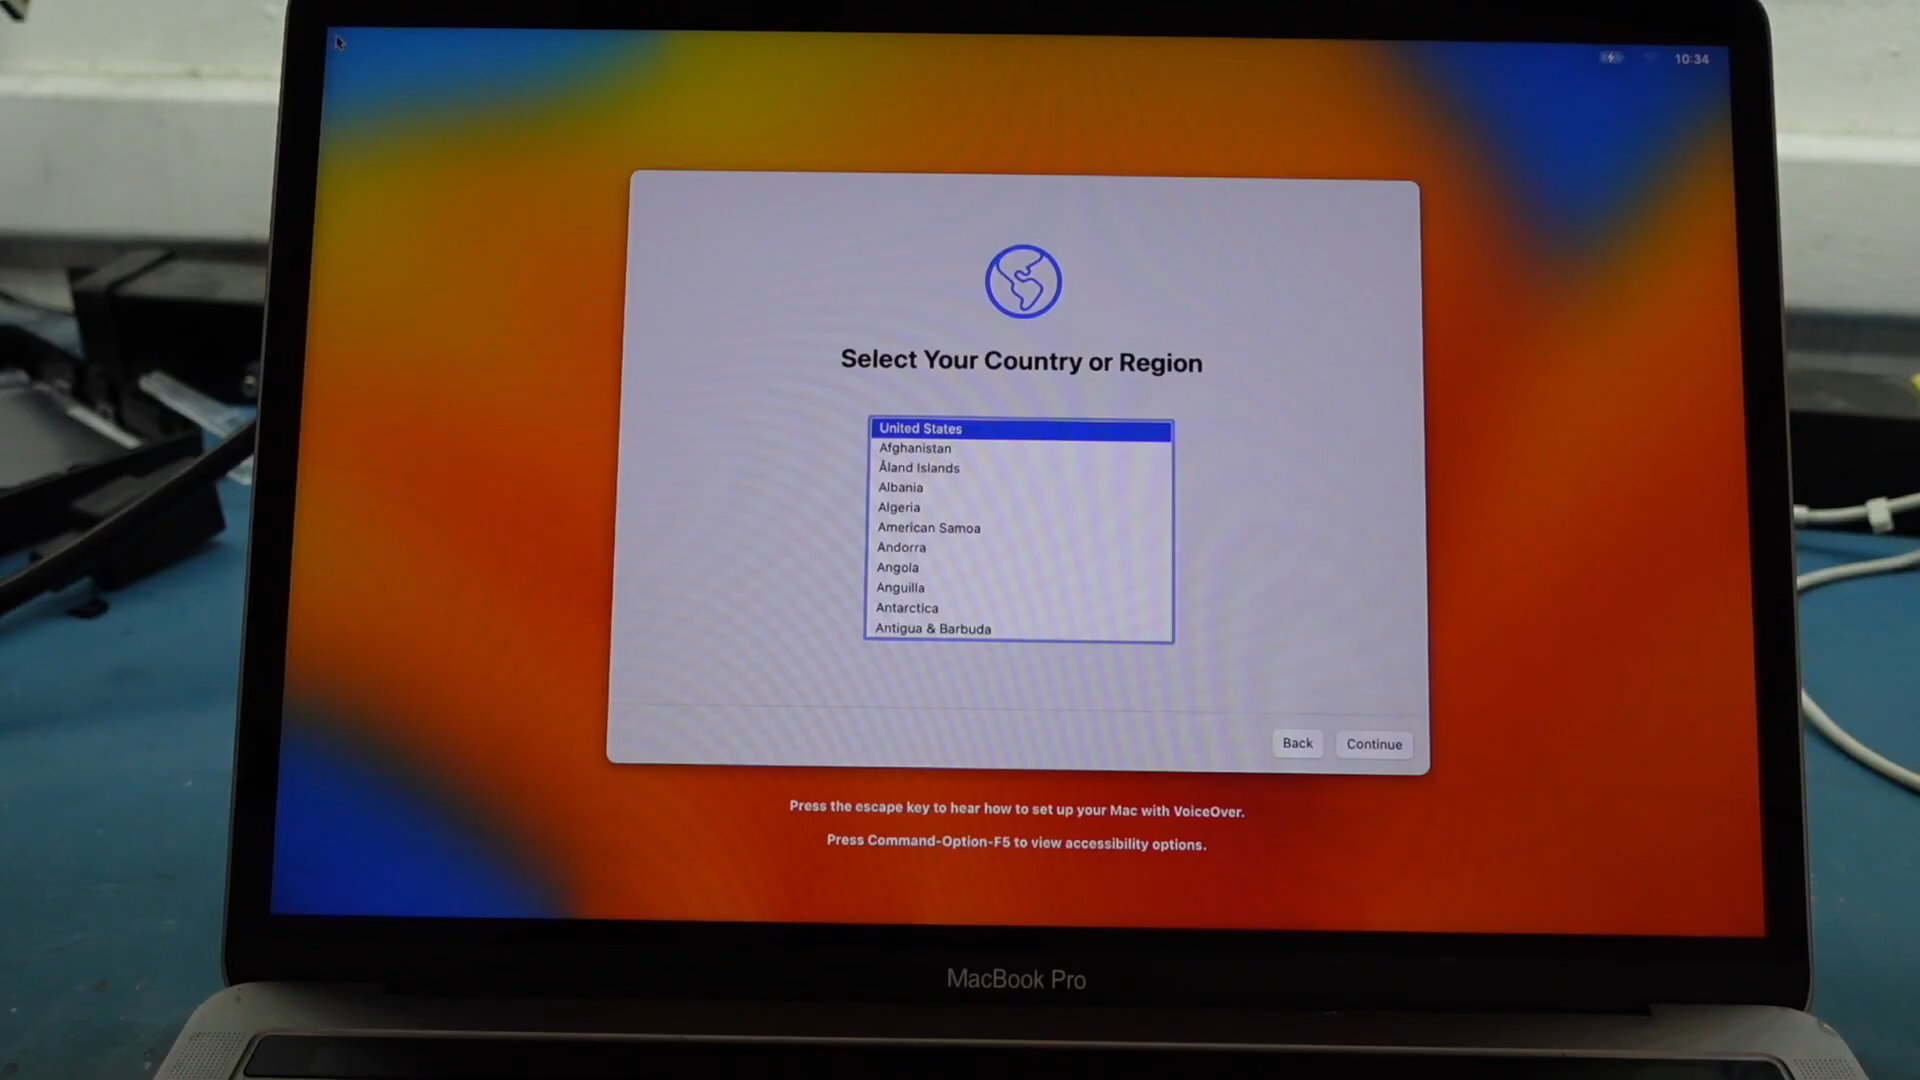 10:34
Select Your Country or Region
United States
Afghanistan
Åland Islands
Albania
Algeria
American Samoa
Andorra
Angola
Anguilla
Antarctica
Antigua & Barbuda
Back
Continue
Press the escape key to hear how to set up your Mac with VoiceOver.
Press Command-Option-F5 to view accessibility options.
MacBook Pro